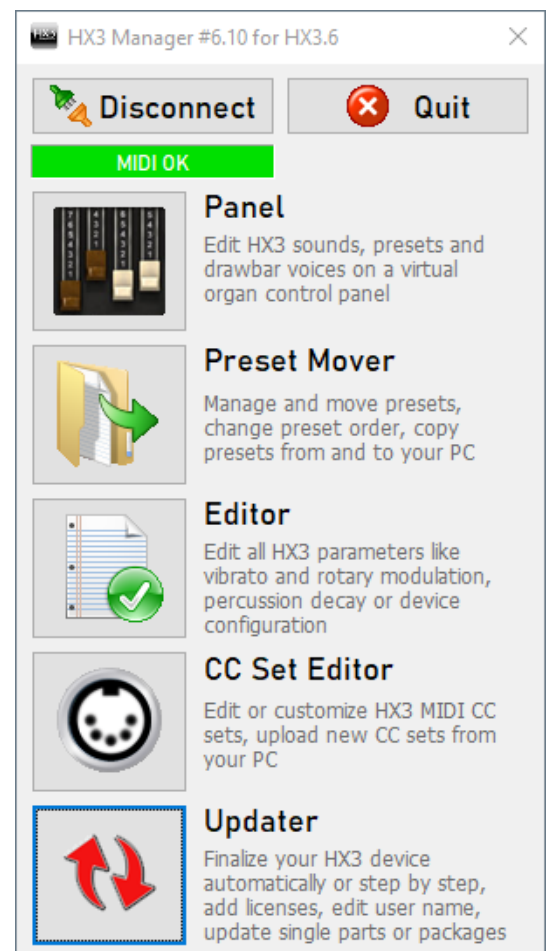 HX3 Manager #6.10 for HX3.6
Disconnect
Quit
MIDI OK
Panel
Edit HX3 sounds, presets and
drawbar voices on a virtual
organ control panel
Preset Mover
Manage and move presets,
change preset order, copy
presets from and to your PC
Editor
Edit all HX3 parameters like
vibrato and rotary modulation,
percussion decay or device
configuration
CC Set Editor
Edit or customize HX3 MIDI CC
sets, upload new CC sets from
your PC
Updater
Finalize your HX3 device
automatically or step by step,
add licenses, edit user name,
update single parts or packages